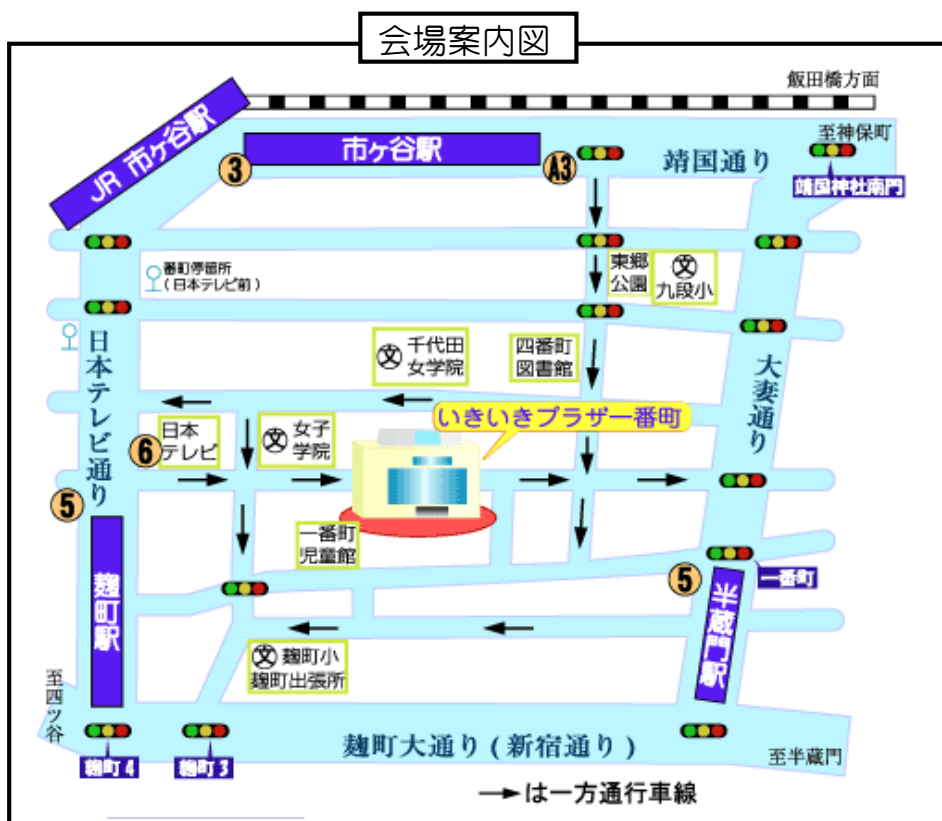 会場案内図
飯田橋方面
JR 市ヶ谷駅
市ヶ谷駅
3
A3
靖国通り
至神保町
靖国神社南門
番町停留所
(日本テレビ前)
東郷
公園
文
九段小
日本テレビ通り
文
千代田
女学院
四番町
図書館
大妻通り
いきいきプラザ一番町
6
日本
テレビ
文
女子
学院
5
一番町
児童館
麹町駅
5
一番町
半蔵門駅
文
麹町小
麹町出張所
至四ツ谷
麹町4
麹町3
麹町大通り(新宿通り)
至半蔵門
→は一方通行車線